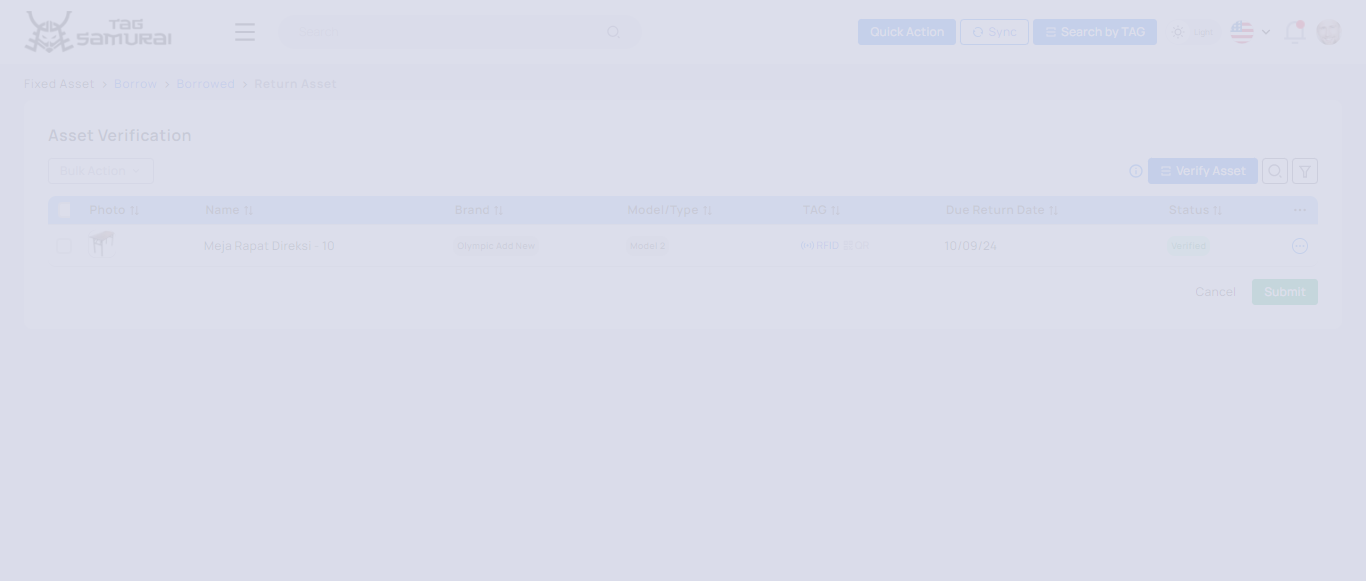 TAG
SAMURAI
Quick Action
Sync
Search by TAG
Light
Fixed Asset > Borrow > Borrowed > Return Asset
Asset Verification
Bulk Action
Verify Asset
Photo Name Brand Model/Type TAG Due Return Date Status
Meja Rapat Direksi - 10 Olympic Add New Model 2 RFID QR 10/09/24 Verified
Cancel Submit